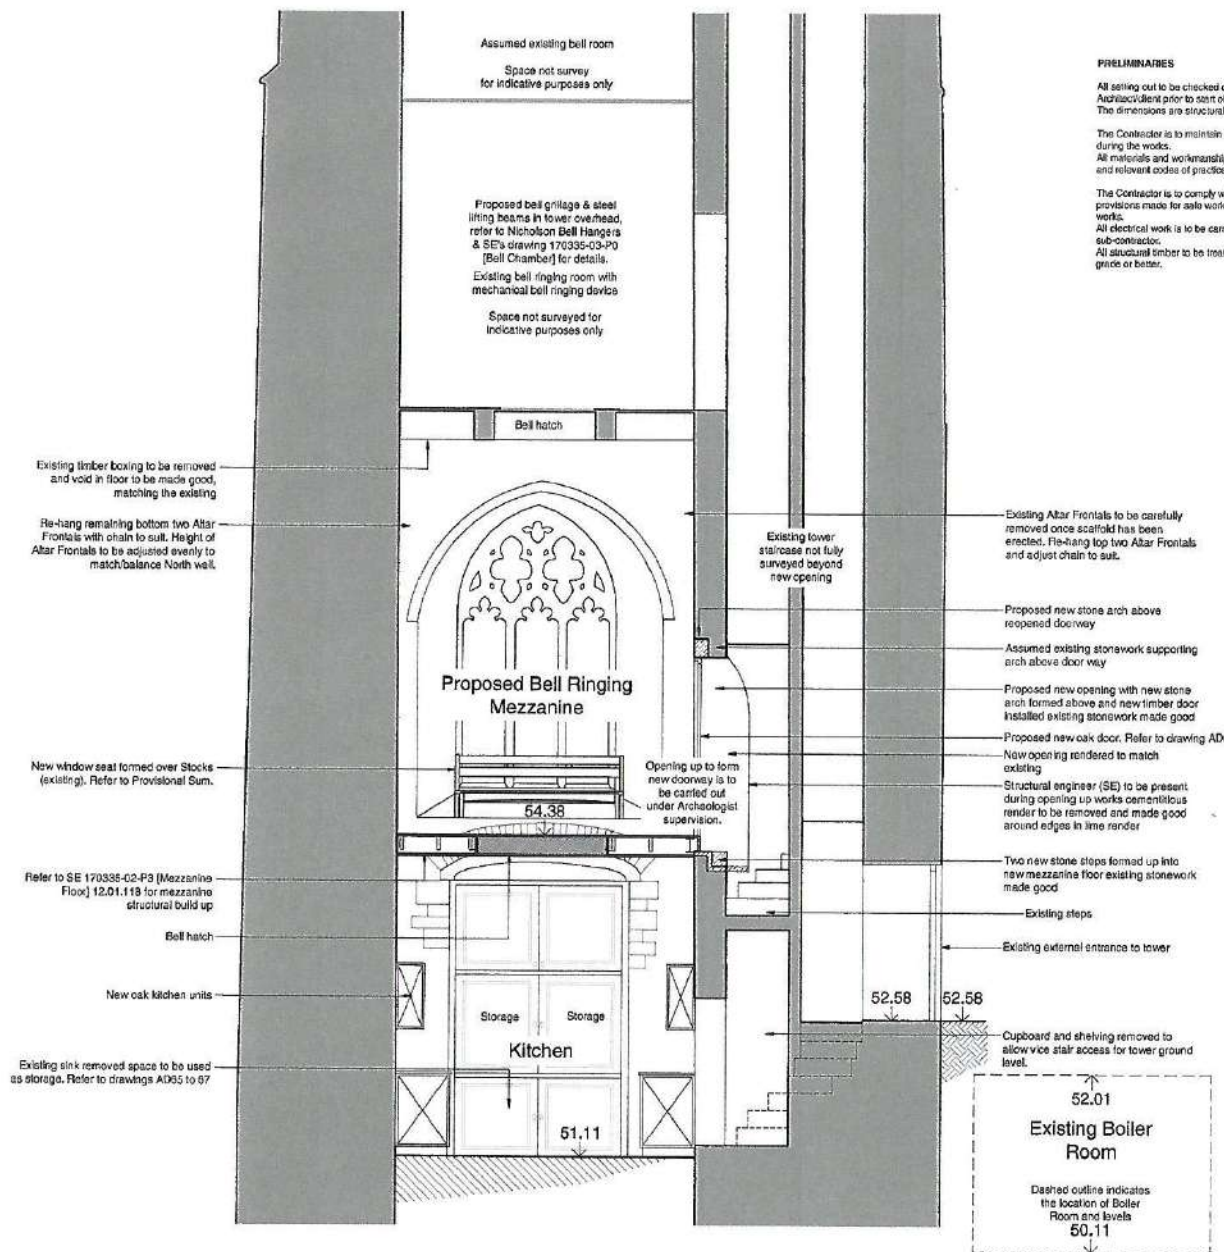 Assumed existing bell room
Space not survey
for indicative purposes only
PRELIMINARIES
All setting out to be checked
Architect/client prior to start
The dimensions are structural
The Contractor is to maintain
during the works.
All materials and workmanship
and relevant codes of practice
The Contractor is to comply
provisions made for safe work
works.
All electrical work is to be
sub-contractor.
All structural timber to be
grade or better.
Proposed bell grillage & steel
lifting beams in tower overhead,
refer to Nicholson Bell Hangers
& SE's drawing 170335-03-P0
[Bell Chamber] for details.
Existing bell ringing room with
mechanical bell ringing device
Space not surveyed for
indicative purposes only
Bell hatch
Existing timber boxing to be removed
and void in floor to be made good,
matching the existing
Re-hang remaining bottom two Altar
Frontals with chain to suit. Height of
Altar Frontals to be adjusted evenly to
match/balance North wall.
Existing tower
staircase not fully
surveyed beyond
new opening
Existing Altar Frontals to be carefully
removed once scaffold has been
erected. Re-hang top two Altar Frontals
and adjust chain to suit.
Proposed new stone arch above
reopened doorway
Assumed existing stonework supporting
arch above door way
Proposed new opening with new stone
arch formed above and new timber door
installed existing stonework made good
Proposed new oak door. Refer to drawing
New opening rendered to match
existing
Structural engineer (SE) to be present
during opening up works cementitious
render to be removed and made good
around edges in lime render
Two new stone steps formed up into
new mezzanine floor existing stonework
made good
Existing steps
Existing external entrance to tower
Proposed Bell Ringing
Mezzanine
New window seat formed over Stocks
(existing). Refer to Provisional Sum.
Opening up to form
new doorway is to
be carried out
under Archeologist
supervision.
54.38
Refer to SE 170335-02-P3 [Mezzanine
Floor] 12.01.118 for mezzanine
structural build up
Bell hatch
New oak kitchen units
Existing sink removed space to be used
as storage. Refer to drawings AD65 to 67
Storage
Storage
Kitchen
51.11
52.58
52.58
Cupboard and shelving removed to
allow vice stair access for tower ground
level.
52.01
Existing Boiler
Room
Dashed outline indicates
the location of Boiler
Room and levels
50.11